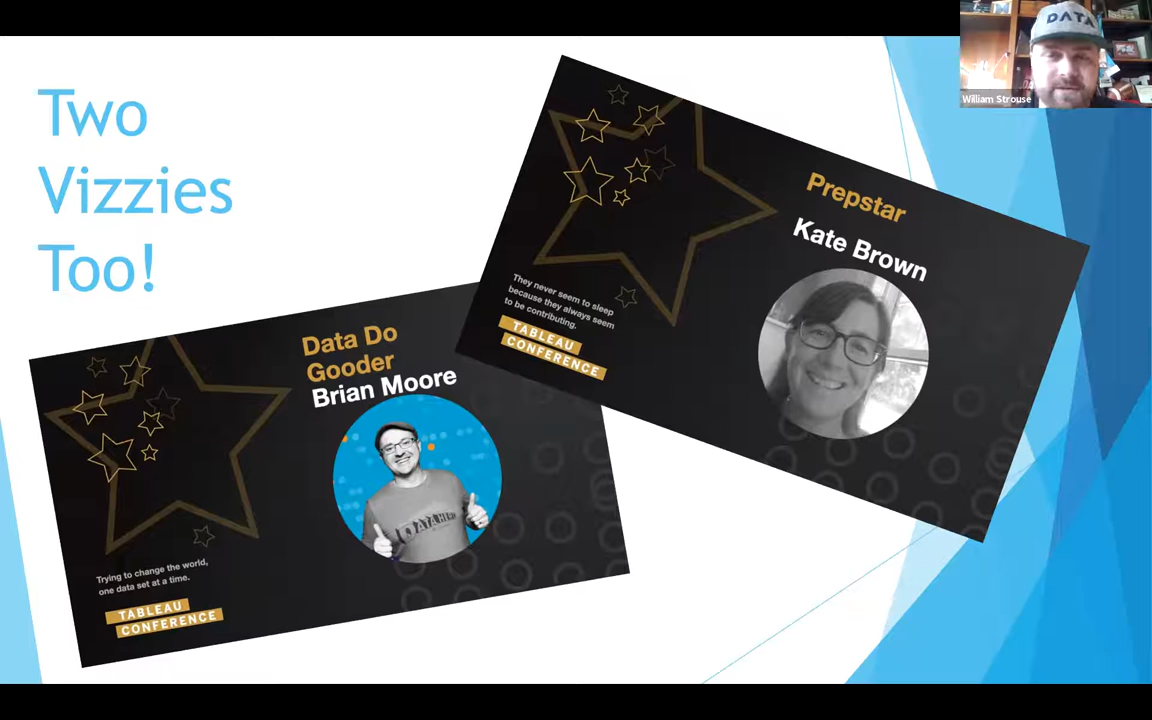 Two
Vizzies
Too!
DATA
William Strouse
Prepstar
Kate Brown
They never seem to sleep
because they always seem
to be contributing.
TABLEAU
CONFERENCE
Data Do
Gooder
Brian Moore
DATA HERO
Trying to change the world,
one data set at a time.
TABLEAU
CONFERENCE